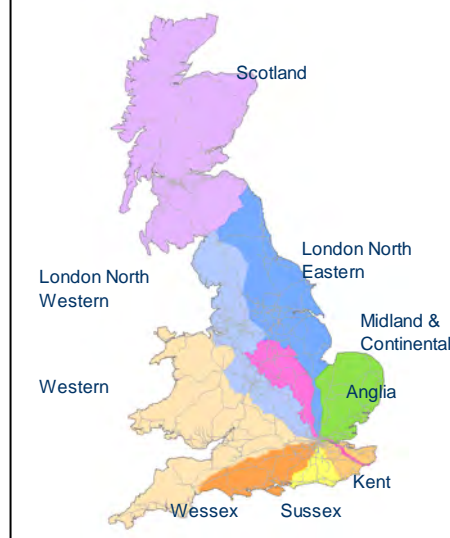 Scotland
London North
Eastern
London North
Western
Midland &
Continental
Western
Anglia
Kent
Wessex
Sussex